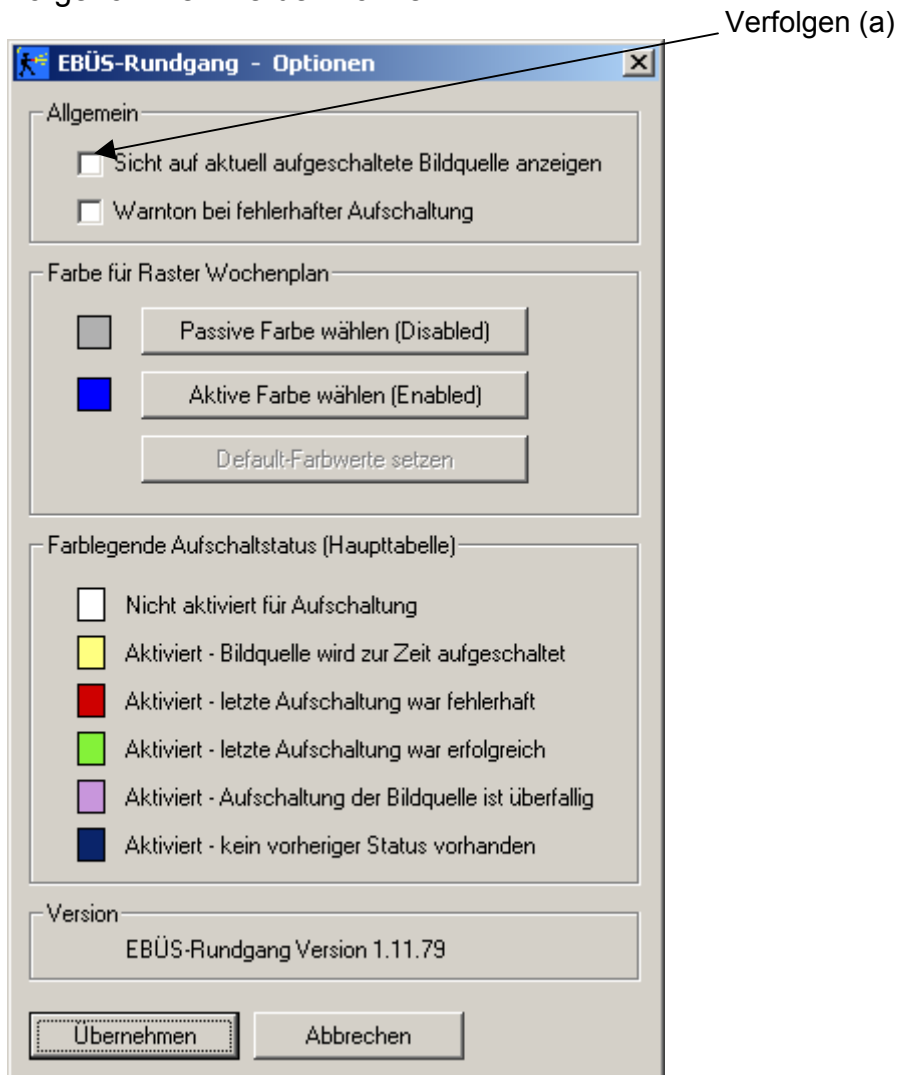 Verfolgen (a)
EBÜS-Rundgang - Optionen
Allgemein
Sicht auf aktuell aufgeschaltete Bildquelle anzeigen
Warnton bei fehlerhafter Aufschaltung
Farbe für Raster Wochenplan
Passive Farbe wählen (Disabled)
Aktive Farbe wählen (Enabled)
Default-Farbwerte setzen
Farblegende Aufschaltstatus (Haupttabelle)
Nicht aktiviert für Aufschaltung
Aktiviert - Bildquelle wird zur Zeit aufgeschaltet
Aktiviert - letzte Aufschaltung war fehlerhaft
Aktiviert - letzte Aufschaltung war erfolgreich
Aktiviert - Aufschaltung der Bildquelle ist überfallig
Aktiviert - kein vorheriger Status vorhanden
Version
EBÜS-Rundgang Version 1.11.79
Übernehmen
Abbrechen